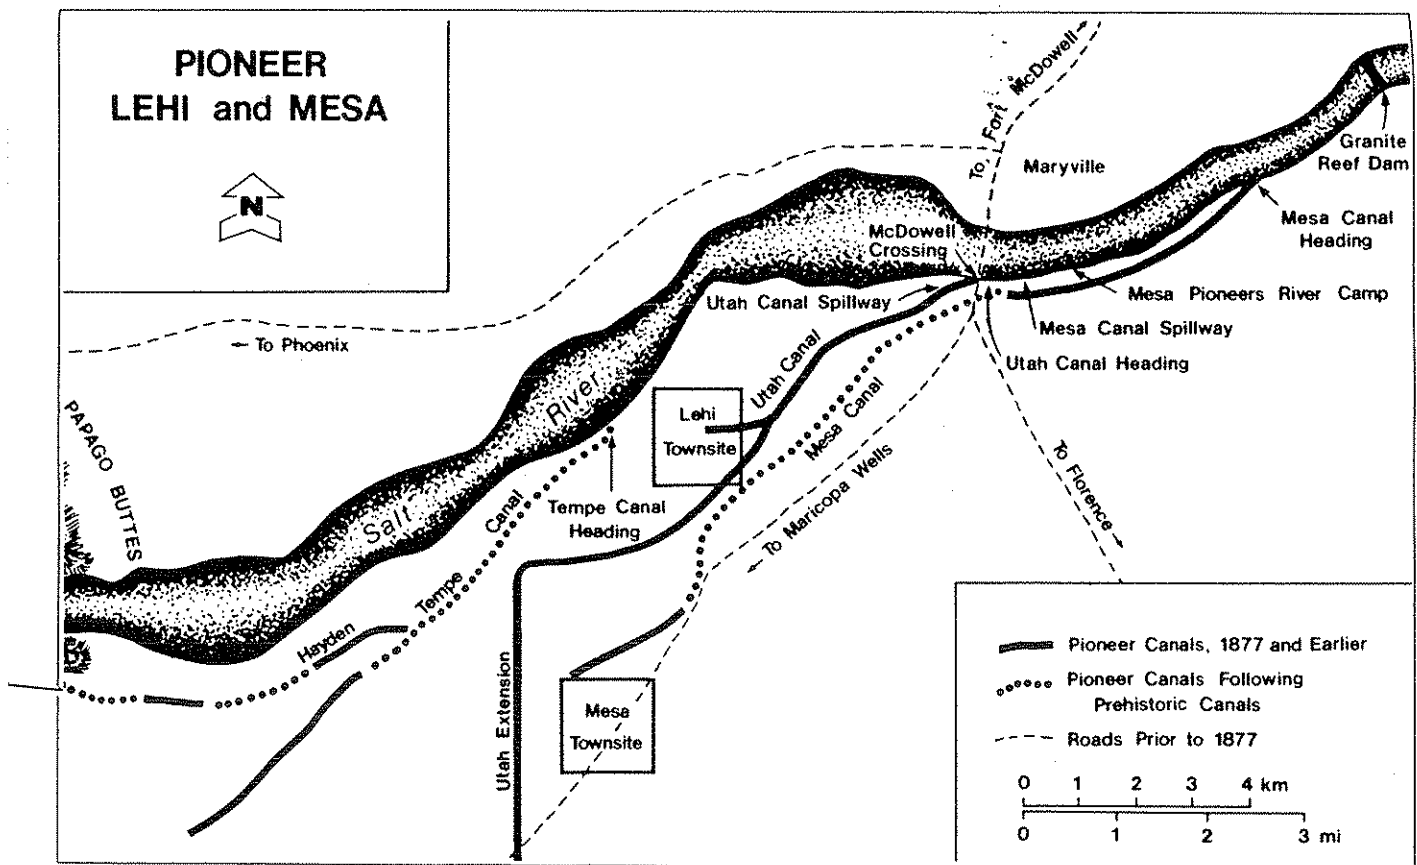 PIONEER
LEHI and MESA
N
To Fort McDowell
Maryville
Granite
Reef Dam
Mesa Canal
Heading
McDowell
Crossing
Mesa Pioneers River Camp
Utah Canal Spillway
Mesa Canal Spillway
Utah Canal Heading
To Phoenix
Utah Canal
Mesa Canal
Lehi
Townsite
Salt River
PAPAGO BUTTES
Tempe Canal
Heading
To Maricopa Wells
To Florence
Tempe Canal
Hayden
Utah Extension
Mesa
Townsite
Pioneer Canals, 1877 and Earlier
Pioneer Canals Following
Prehistoric Canals
Roads Prior to 1877
0 1 2 3 4 km
0 1 2 3 mi